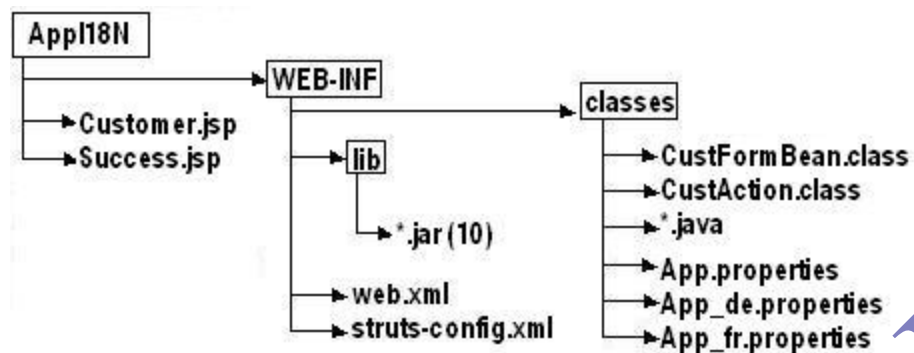 AppI18N
WEB-INF
classes
Customer.jsp
Success.jsp
lib
*.jar (10)
web.xml
struts-config.xml
CustFormBean.class
CustAction.class
*.java
App.properties
App_de.properties
App_fr.properties